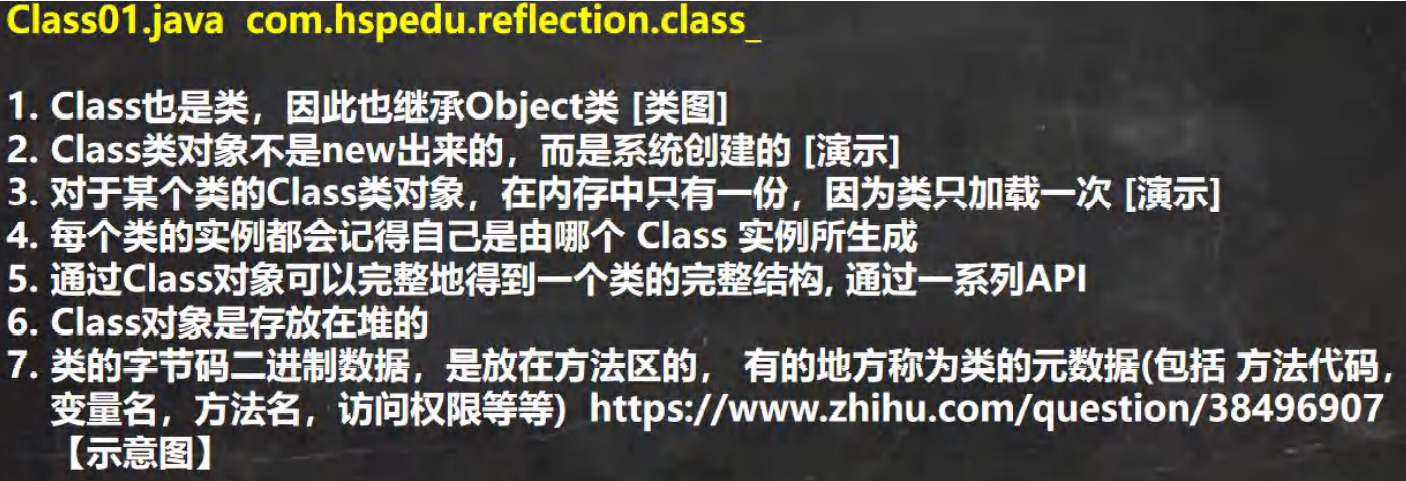 Class01.java com.hspedu.reflection.class_
1. Class也是类，因此也继承Object类 [类图]
2. Class类对象不是new出来的，而是系统创建的 [演示]
3. 对于某个类的Class类对象，在内存中只有一份，因为类只加载一次 [演示]
4. 每个类的实例都会记得自己是由哪个 Class 实例所生成
5. 通过Class对象可以完整地得到一个类的完整结构, 通过一系列API
6. Class对象是存放在堆的
7. 类的字节码二进制数据，是放在方法区的， 有的地方称为类的元数据(包括 方法代码，
变量名，方法名，访问权限等等) https://www.zhihu.com/question/38496907
【示意图】